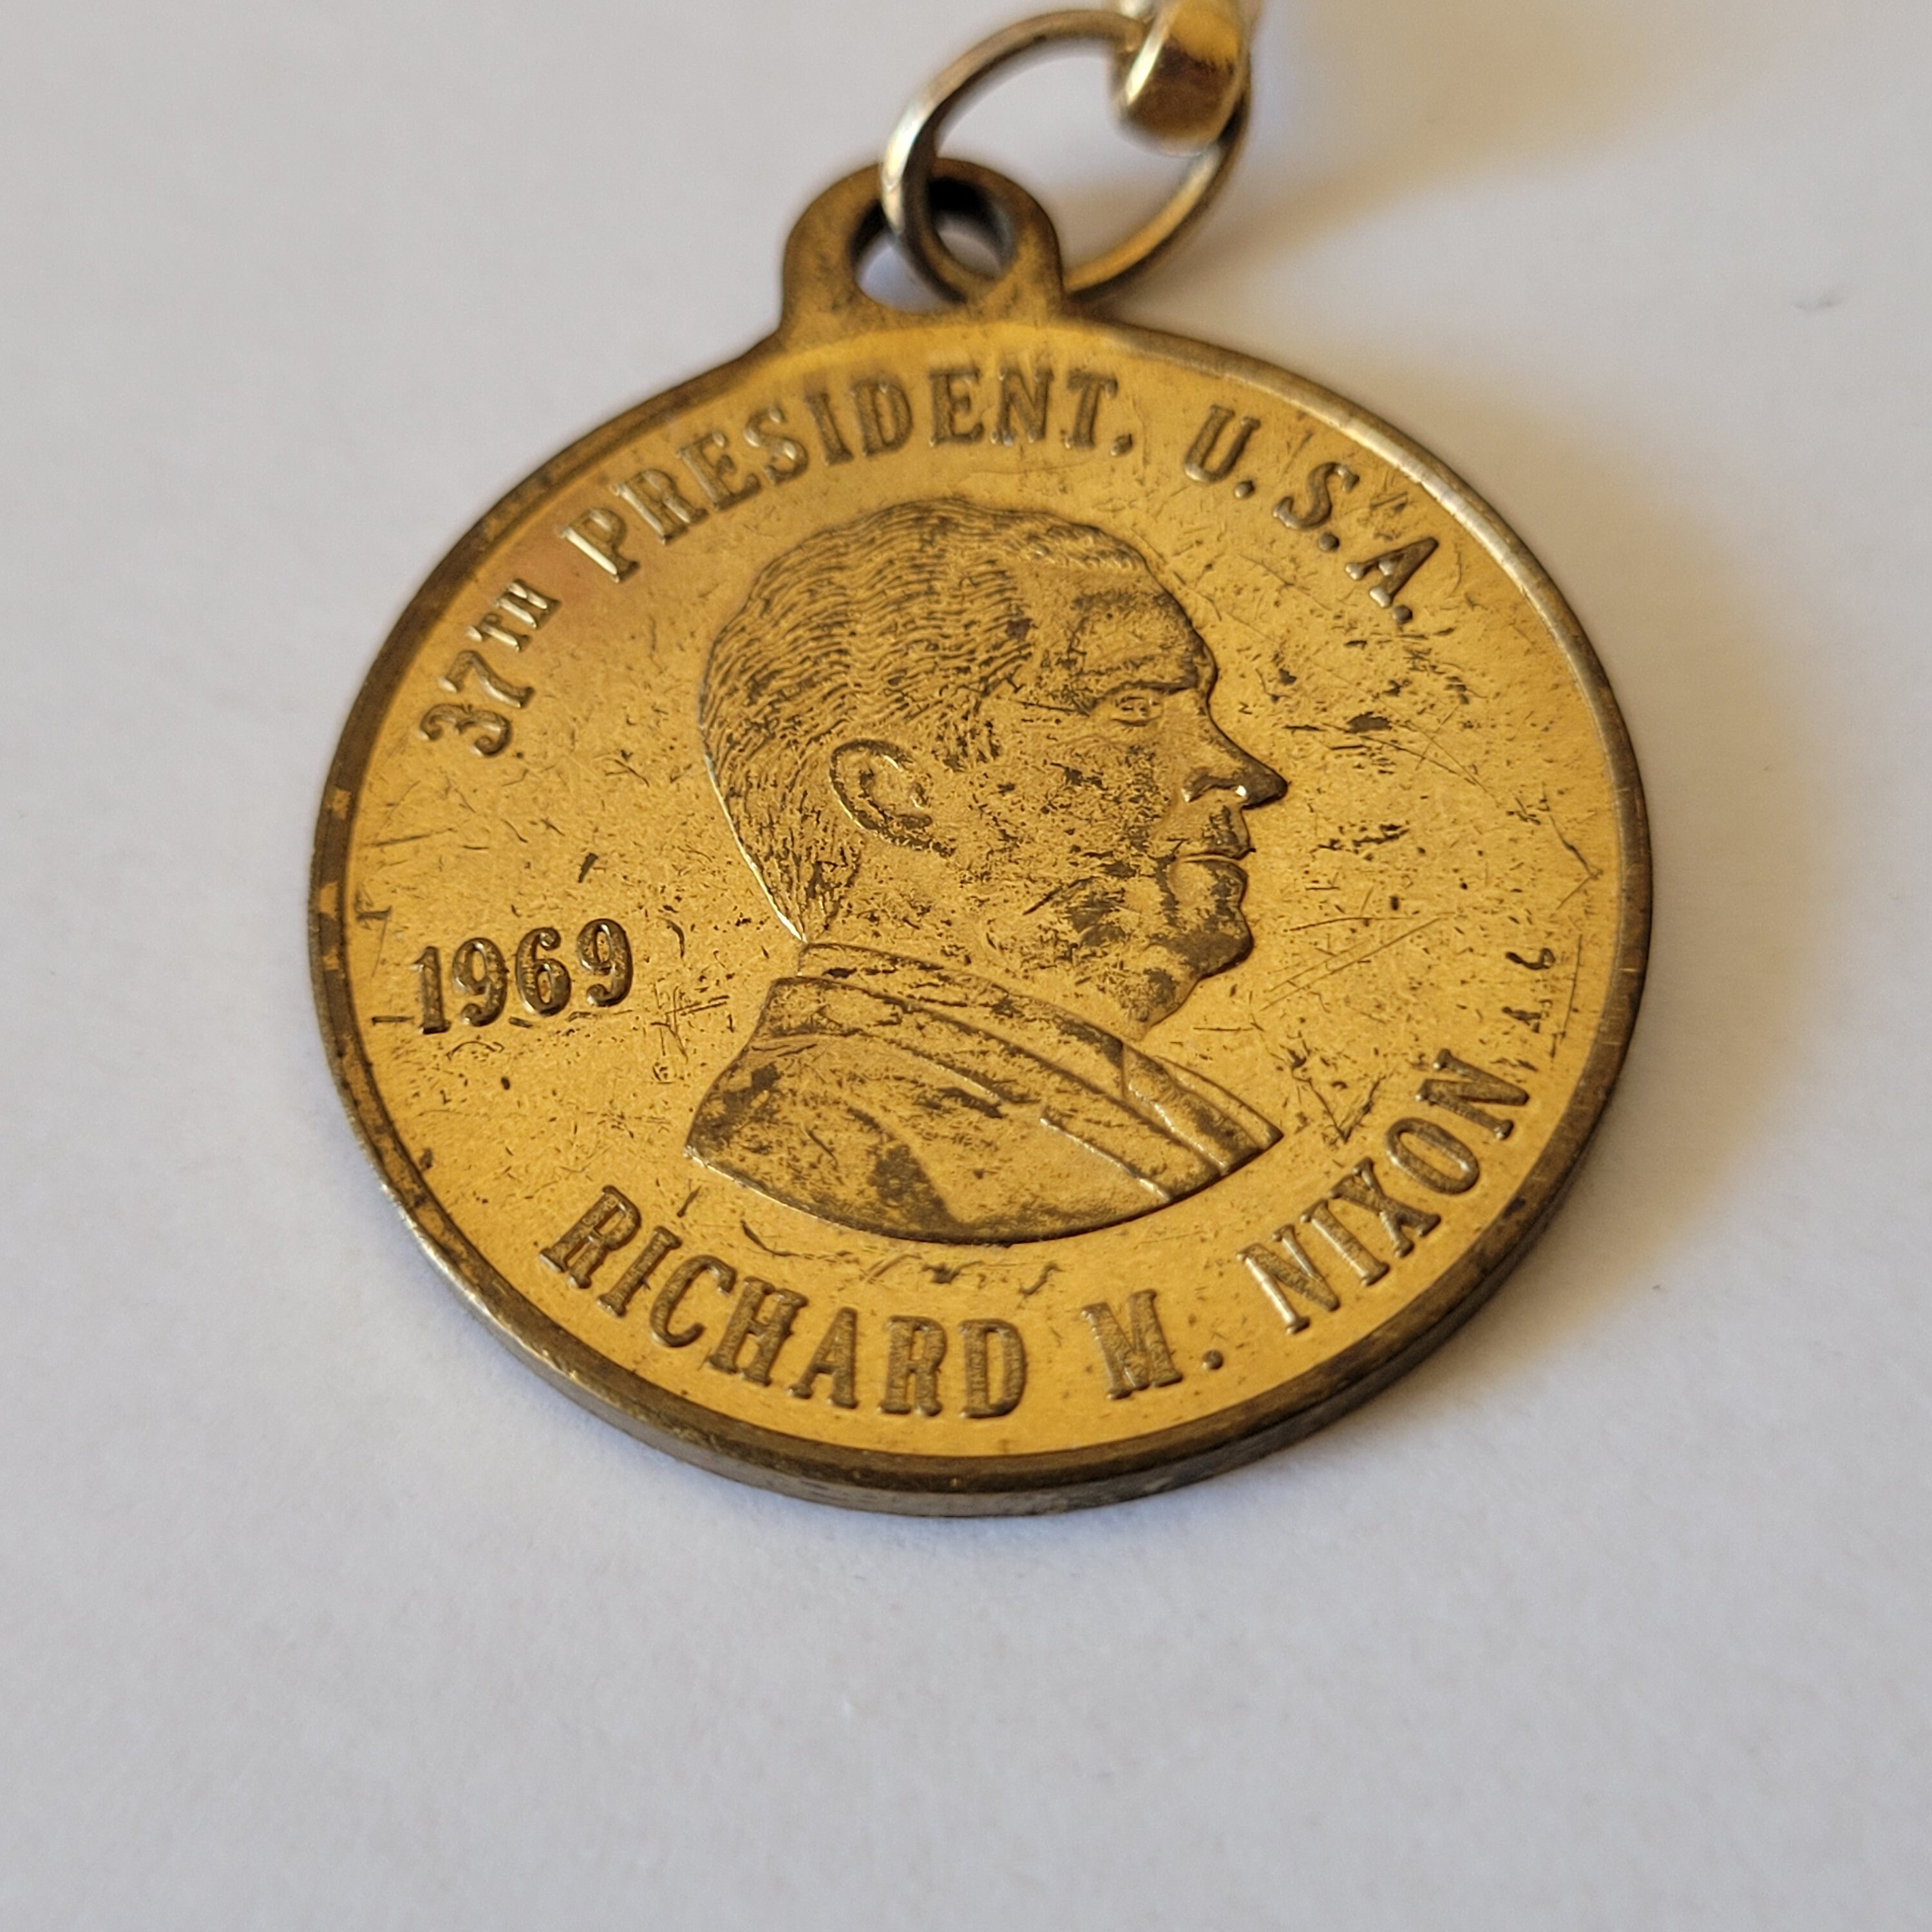 37TH PRESIDENT. U.S.A.
1969
RICHARD M. NIXON